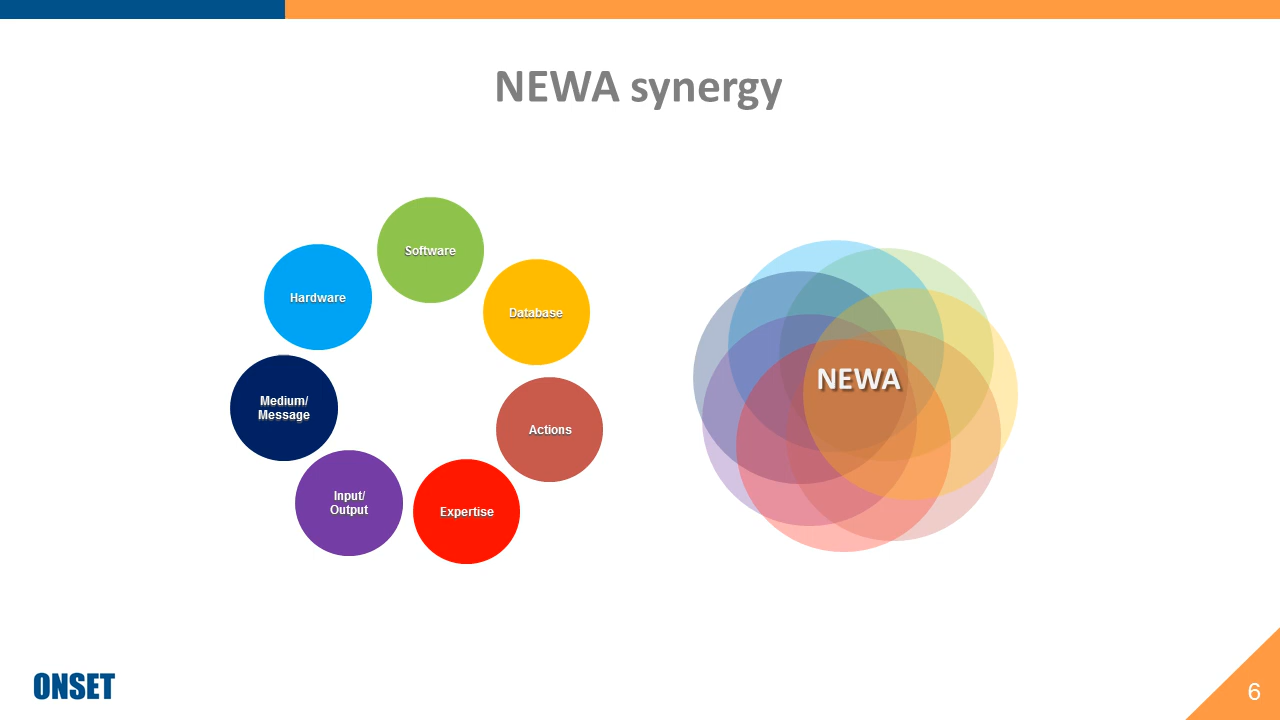 NEWA synergy
Software
Hardware
Database
Medium/
Message
Actions
Input/
Output
Expertise
NEWA
ONSET
6